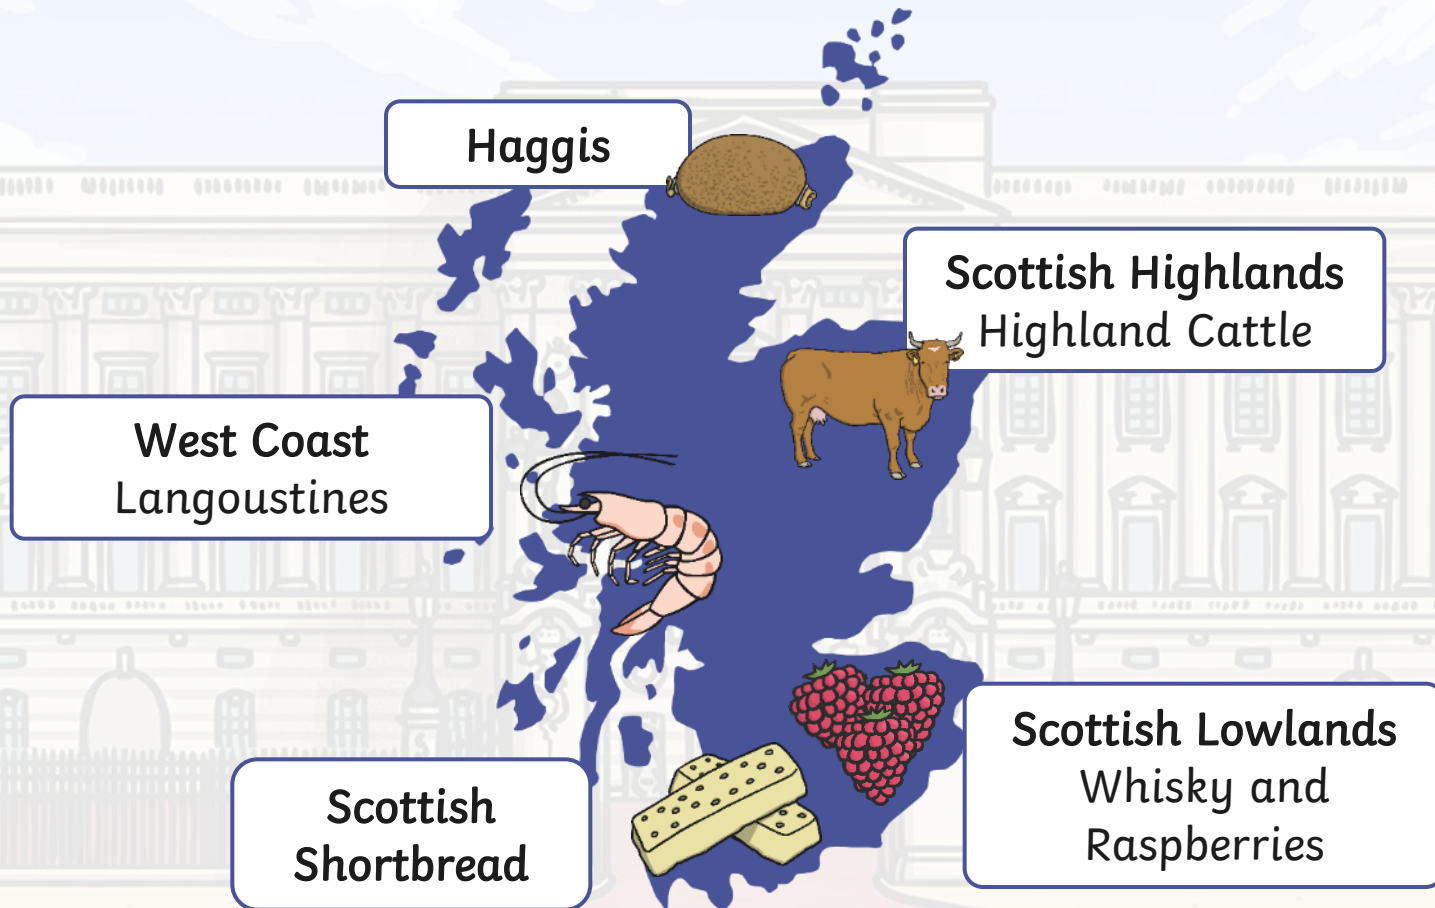 Haggis
Scottish Highlands
Highland Cattle
West Coast
Langoustines
Scottish Lowlands
Whisky and
Raspberries
Scottish
Shortbread